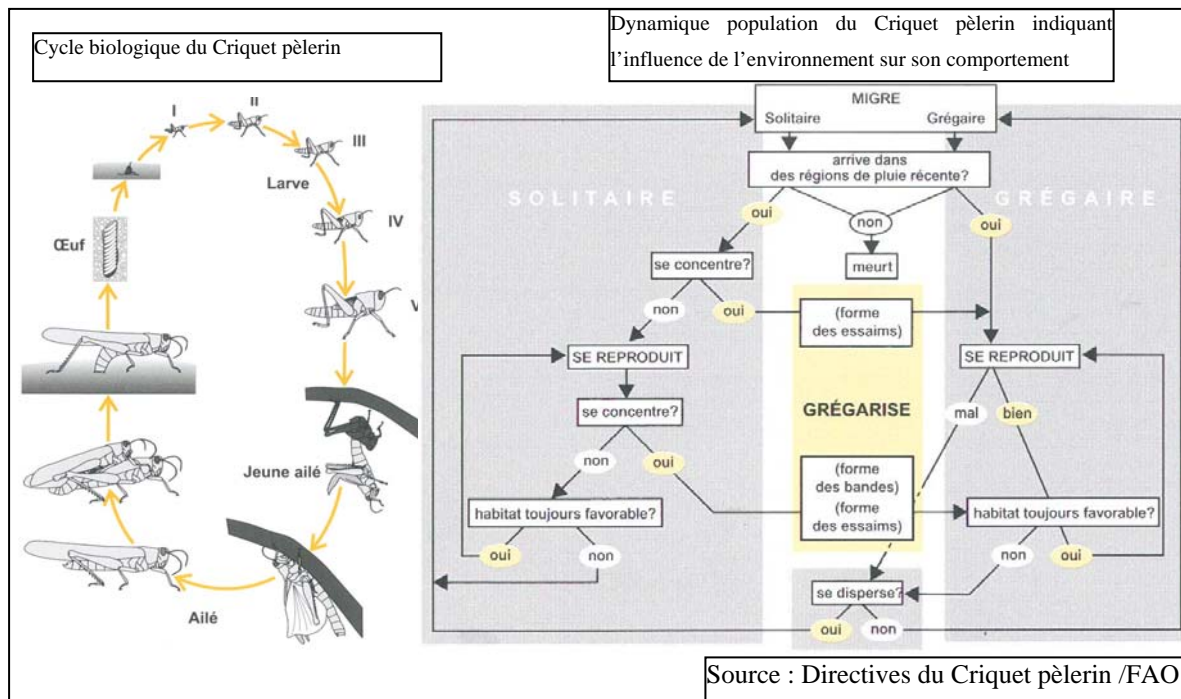 Cycle biologique du Criquet pèlerin
Dynamique population du Criquet pèlerin indiquant
l'influence de l'environnement sur son comportement
I
II
III
Larve
IV
V
Œuf
Jeune ailé
Ailé
MIGRE
Solitaire
Grégaire
arrive dans
des régions de pluie récente?
SOLITAIRE
GRÉGAIRE
oui
non
oui
se concentre?
meurt
non
oui
(forme
des essaims)
SE REPRODUIT
SE REPRODUIT
GRÉGARISE
mal
bien
se concentre?
non
oui
(forme
des bandes)
(forme
des essaims)
habitat toujours favorable?
habitat toujours favorable?
oui
non
non
oui
se disperse?
oui
non
Source : Directives du Criquet pèlerin /FAO